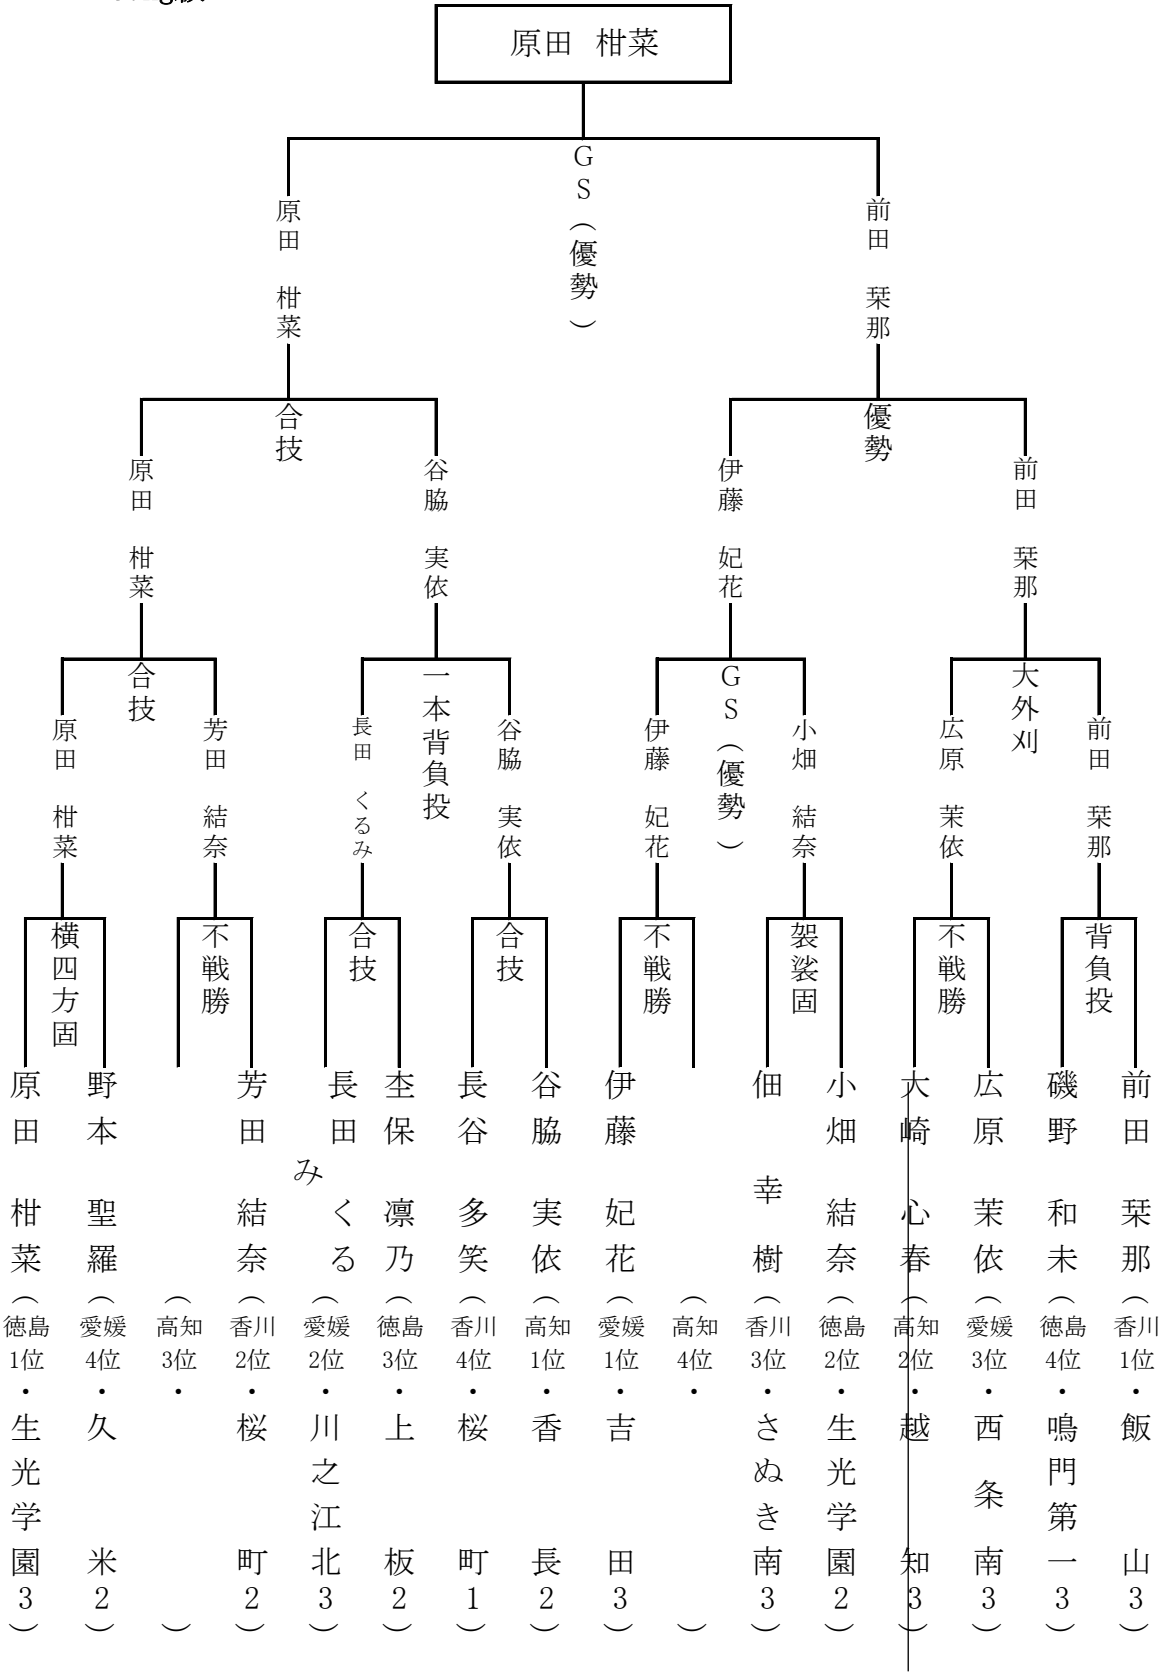 原田 柑菜
GS(優勢)
原田 柑菜
前田 栞那
合技
優勢
原田 柑菜
谷脇 実依
伊藤 妃花
前田 栞那
合技
一本背負投
GS(優勢)
大外刈
原田 柑菜
芳田 結奈
長田 くるみ
谷脇 実依
伊藤 妃花
小畑 結奈
広原 茉依
前田 栞那
横四方固
不戦勝
合技
合技
不戦勝
袈裟固
不戦勝
背負投
原田 柑菜(徳島1位・生光学園3)
野本 聖羅(愛媛4位・久米2)
(高知3位・)
芳田 結奈(香川2位・桜町2)
長田 くるみ(愛媛2位・川之江北3)
杢保 凛乃(徳島3位・上板2)
長谷 多笑(香川4位・桜町1)
谷脇 実依(高知1位・香長2)
伊藤 妃花(愛媛1位・吉田3)
(高知4位・)
佃 幸樹(香川3位・さぬき南3)
小畑 結奈(徳島2位・生光学園2)
大崎 心春(高知2位・越知3)
広原 茉依(愛媛3位・西条南3)
磯野 和未(徳島4位・鳴門第一3)
前田 栞那(香川1位・飯山3)